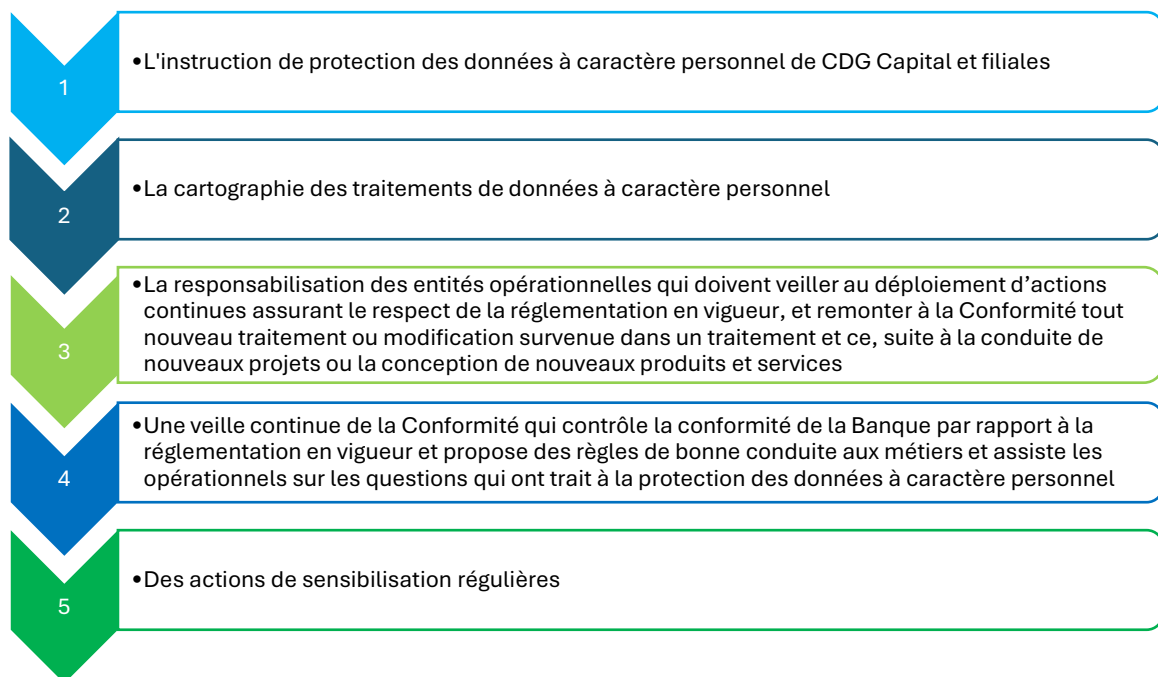 1
•L'instruction de protection des données à caractère personnel de CDG Capital et filiales
2
•La cartographie des traitements de données à caractère personnel
3
•La responsabilisation des entités opérationnelles qui doivent veiller au déploiement d’actions
continues assurant le respect de la réglementation en vigueur, et remonter à la Conformité tout
nouveau traitement ou modification survenue dans un traitement et ce, suite à la conduite de
nouveaux projets ou la conception de nouveaux produits et services
4
•Une veille continue de la Conformité qui contrôle la conformité de la Banque par rapport à la
réglementation en vigueur et propose des règles de bonne conduite aux métiers et assiste les
opérationnels sur les questions qui ont trait à la protection des données à caractère personnel
5
•Des actions de sensibilisation régulières